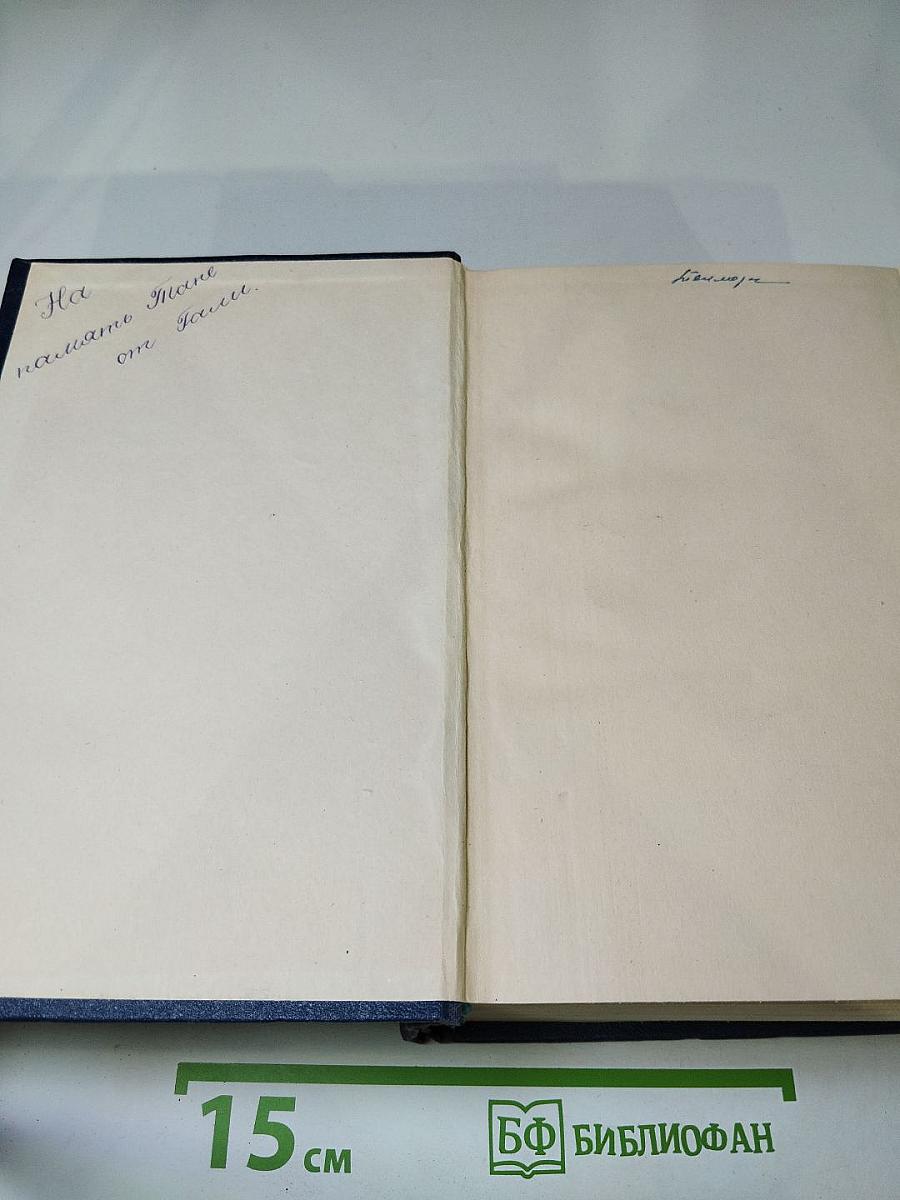 На
память Тане
от Гали.
15 см
БФ БИБЛИОФАН